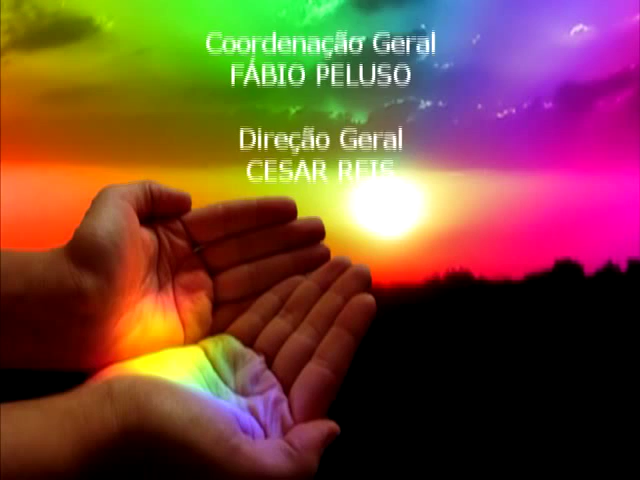 Coordenação Geral
FÁBIO PELUSO
Direção Geral
CESAR REIS